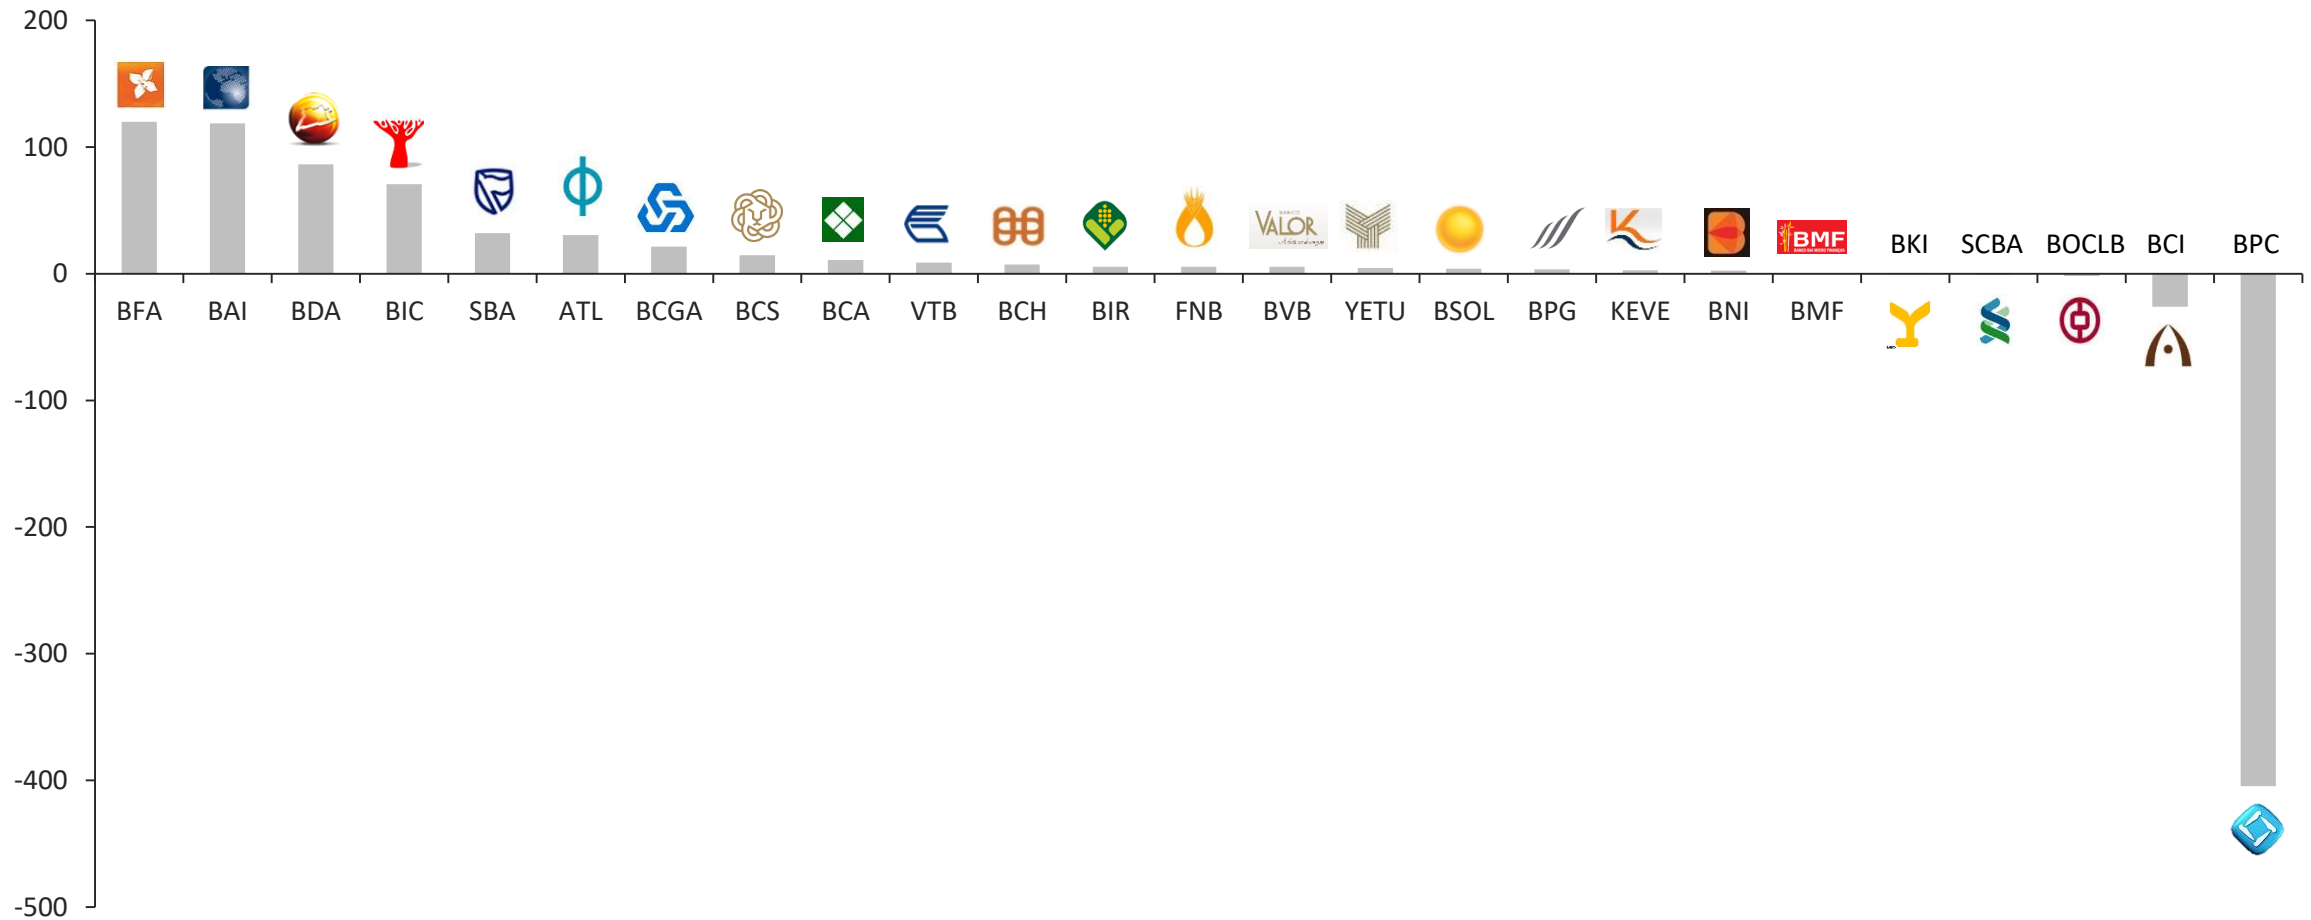 200
100
0
-100
-200
-300
-400
-500
BANCO
VALOR
BMF
BKI SCBA BOCLB BCI BPC
BFA BAI BDA BIC SBA ATL BCGA BCS BCA VTB BCH BIR FNB BVB YETU BSOL BPG KEVE BNI BMF